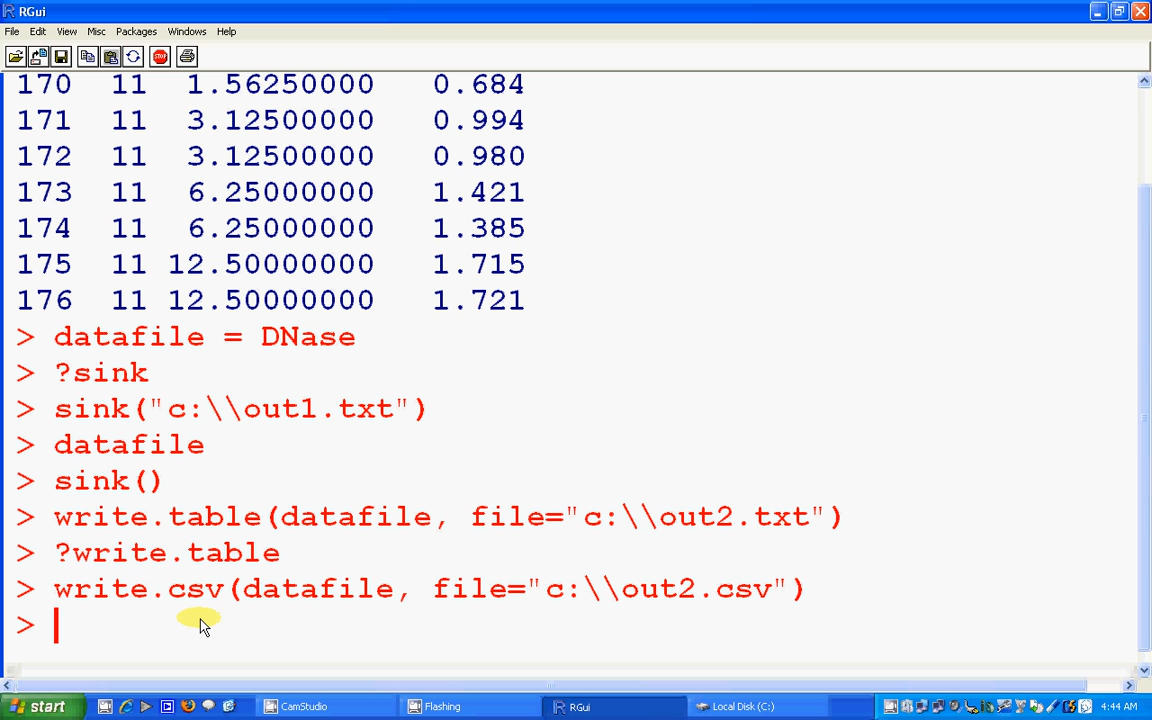 RGui
File Edit View Misc Packages Windows Help
STOP
170 11 1.56250000 0.684
171 11 3.12500000 0.994
172 11 3.12500000 0.980
173 11 6.25000000 1.421
174 11 6.25000000 1.385
175 11 12.50000000 1.715
176 11 12.50000000 1.721
> datafile = DNase
> ?sink
> sink("c:\\out1.txt")
> datafile
> sink()
> write.table(datafile, file="c:\\out2.txt")
> ?write.table
> write.csv(datafile, file="c:\\out2.csv")
>
start CamStudio Flashing RGui Local Disk (C:) 4:44 AM